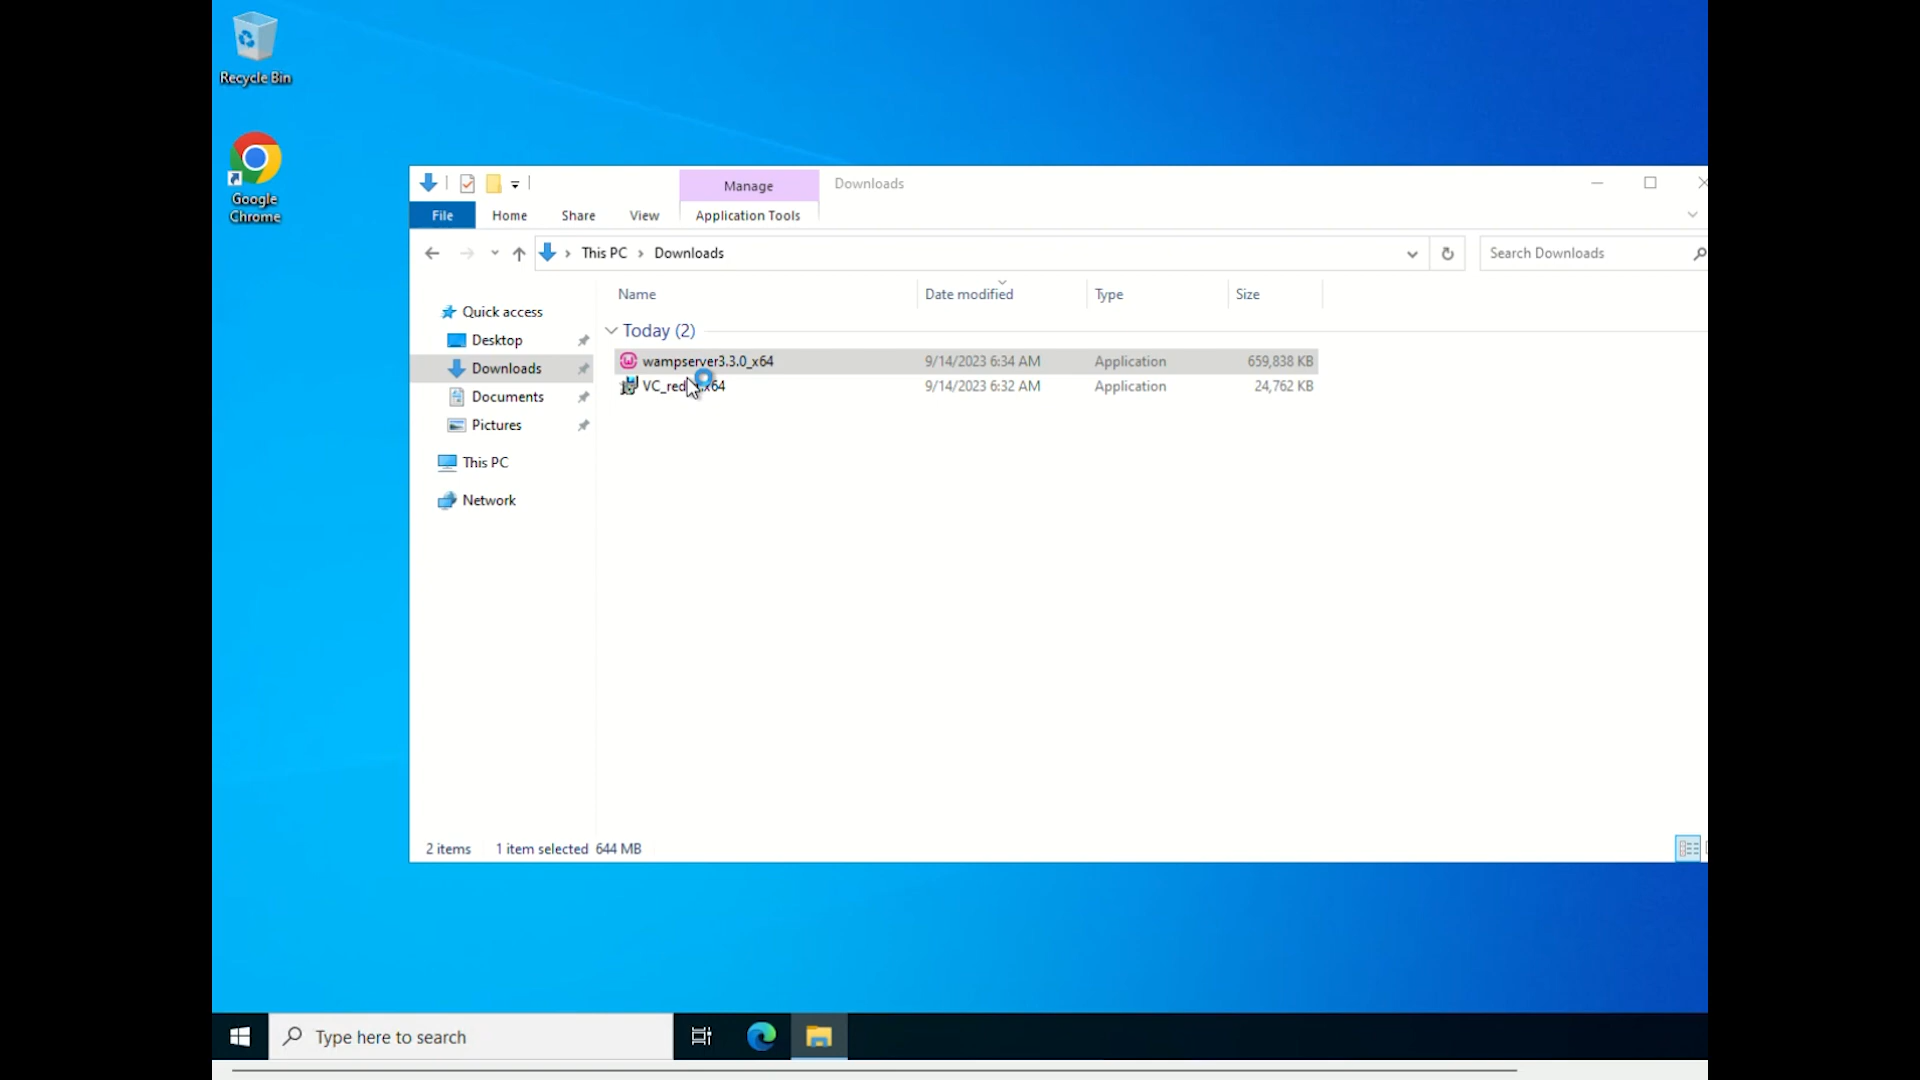 Recycle Bin
Google
Chrome
Manage
Downloads
File
Home
Share
View
Application Tools
This PC
Downloads
Search Downloads
Name
Date modified
Type
Size
Quick access
Desktop
Downloads
Documents
Pictures
This PC
Network
Today (2)
wampserver3.3.0_x64
9/14/2023 6:34 AM
Application
659,838 KB
9/14/2023 6:32 AM
Application
24,762 KB
2 items
1 item selected 644 MB
Type here to search